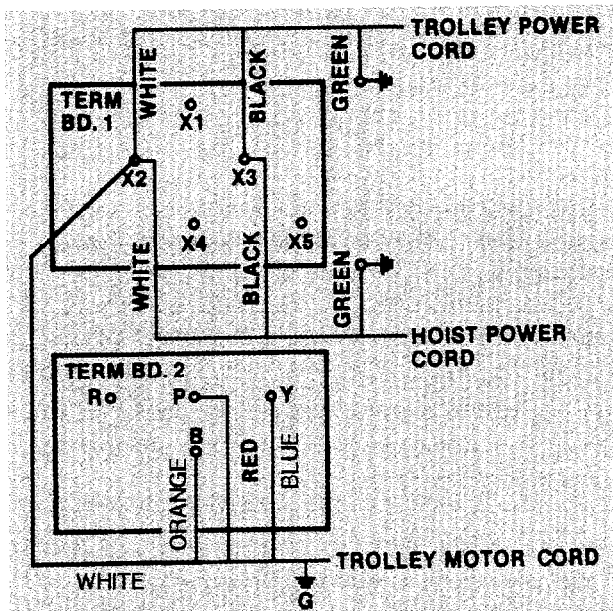 TROLLEY POWER
CORD
WHITE
BLACK
GREEN
TERM
BD. 1
X1
X2
X3
X4
X5
WHITE
BLACK
GREEN
HOIST POWER
CORD
TERM BD. 2
R
P
Y
B
ORANGE
RED
BLUE
TROLLEY MOTOR CORD
WHITE
G